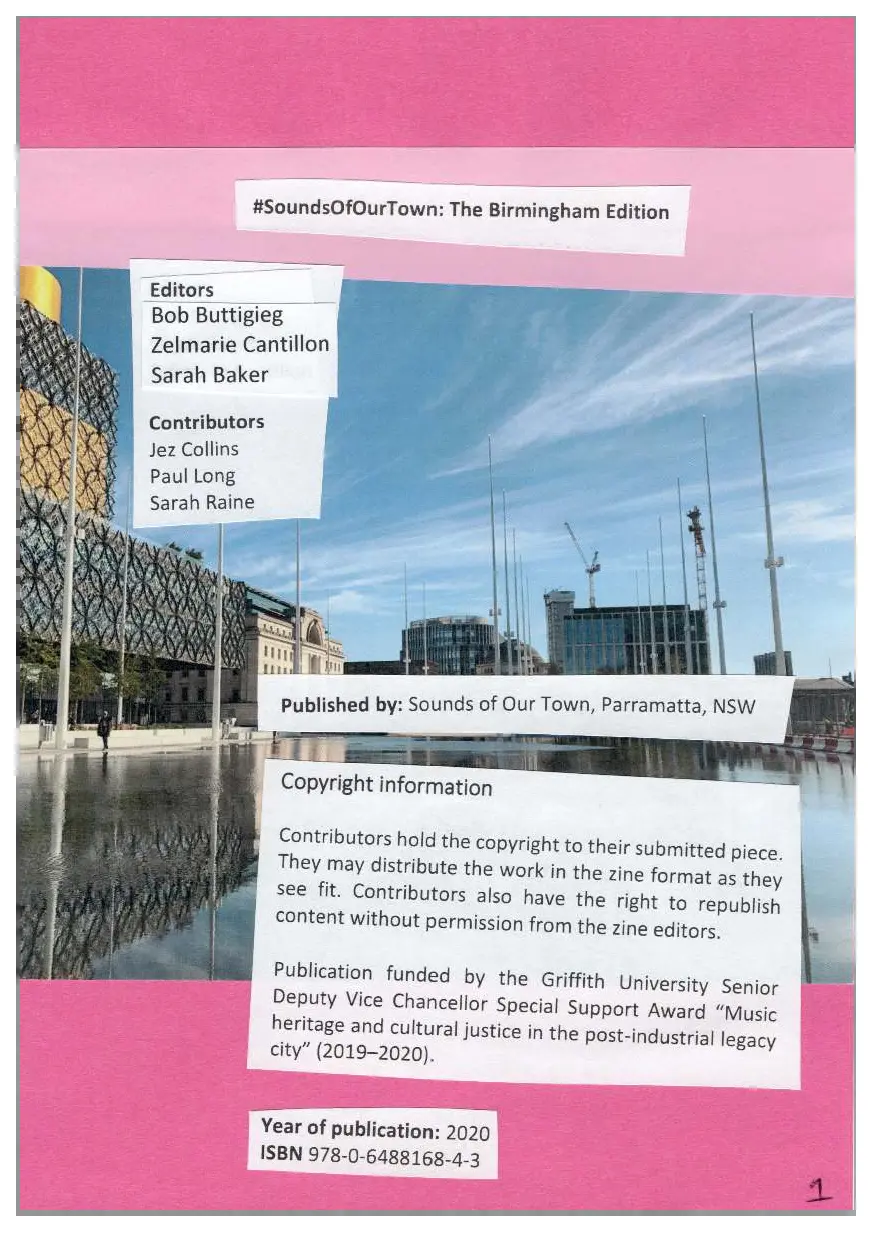 #SoundsOfOurTown: The Birmingham Edition
Editors
Bob Buttigieg
Zelmarie Cantillon
Sarah Baker
Contributors
Jez Collins
Paul Long
Sarah Raine
Published by: Sounds of Our Town, Parramatta, NSW
Copyright information
Contributors hold the copyright to their submitted piece.
They may distribute the work in the zine format as they
see fit. Contributors also have the right to republish
content without permission from the zine editors.
Publication funded by the Griffith University Senior
Deputy Vice Chancellor Special Support Award “Music
heritage and cultural justice in the post-industrial legacy
city” (2019–2020).
Year of publication: 2020
ISBN 978-0-6488168-4-3
1